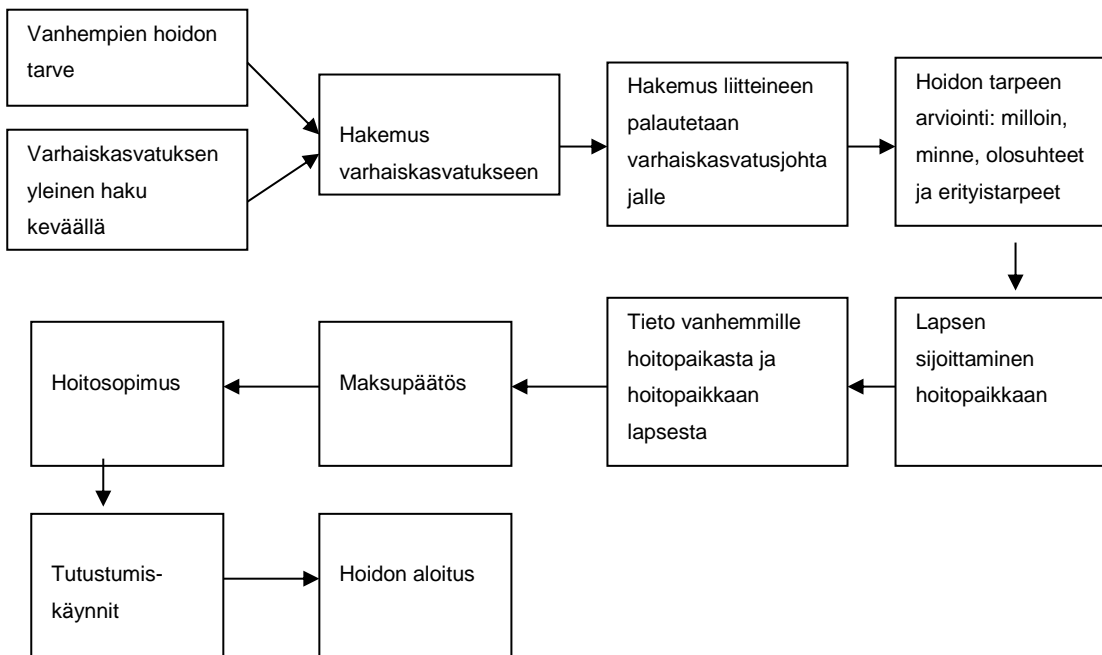 Vanhempien hoidon
tarve
Varhaiskasvatuksen
yleinen haku
keväällä
Hakemus
varhaiskasvatukseen
Hakemus liitteineen
palautetaan
varhaiskasvatusjohta
jalle
Hoidon tarpeen
arviointi: milloin,
minne, olosuhteet
ja erityistarpeet
Lapsen
sijoittaminen
hoitopaikkaan
Tieto vanhemmille
hoitopaikasta ja
hoitopaikkaan
lapsesta
Maksupäätös
Hoitosopimus
Tutustumis-
käynnit
Hoidon aloitus